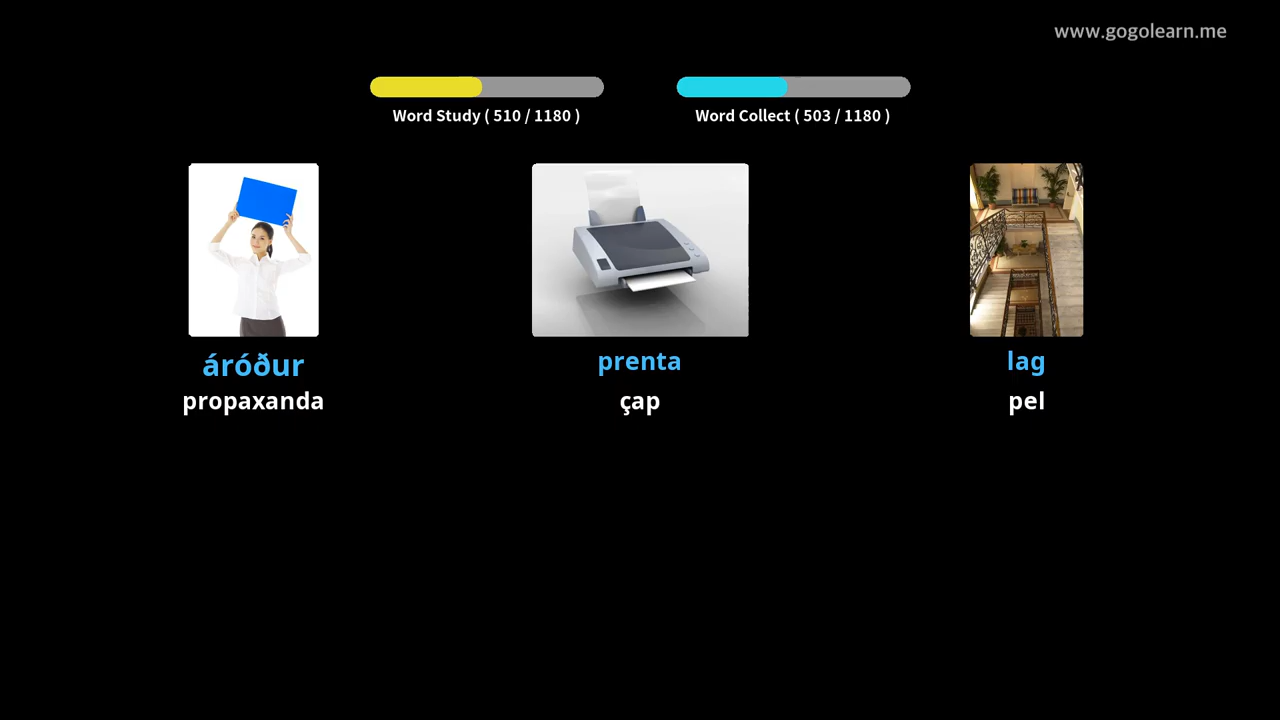 www.gogolearn.me
Word Study ( 510 / 1180 )
Word Collect ( 503 / 1180 )
áróður
propaxanda
prenta
çap
lag
pel